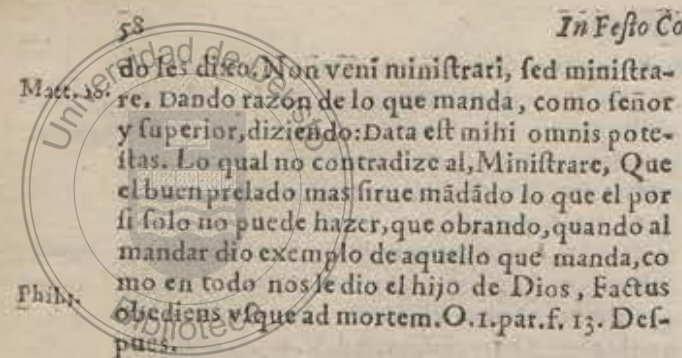 58 In Festo Co
do les dixo. Non veni ministrari, sed ministra-
Matt. 28. re. Dando razon de lo que manda, como señor
y superior, diziendo: Data est mihi omnis pote-
stas. Lo qual no contradize al, Ministrare, Que
el buen prelado mas sirue mādādo lo que el por
si solo no puede hazer, que obrando, quando al
mandar dio exemplo de aquello que manda, co
Phili. mo en todo nos le dio el hijo de Dios, Factus
obediens vsque ad mortem. O. 1. par. f. 13. Des-
pues.